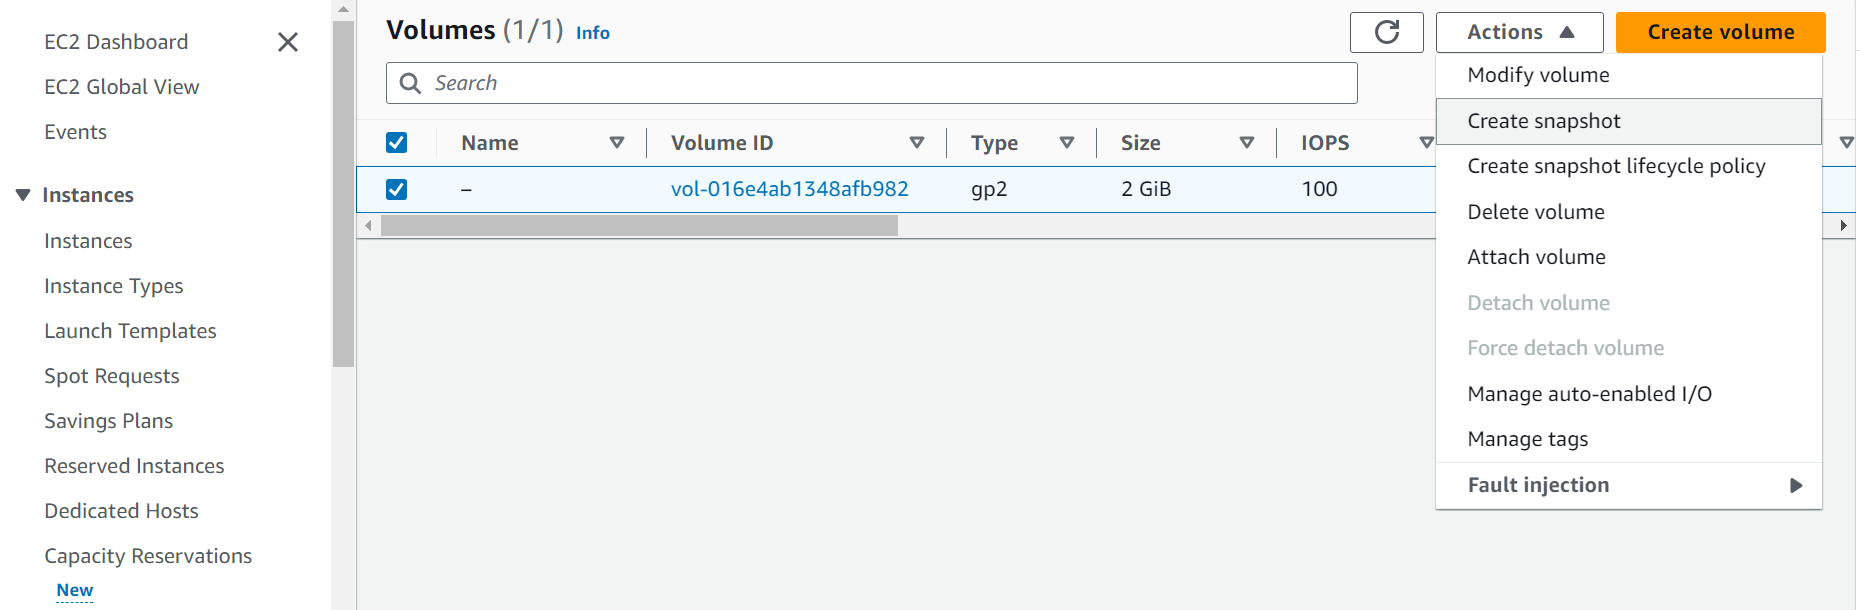 EC2 Dashboard
EC2 Global View
Events
Instances
Instances
Instance Types
Launch Templates
Spot Requests
Savings Plans
Reserved Instances
Dedicated Hosts
Capacity Reservations
New
Volumes (1/1) Info
Actions
Create volume
Search
Name Volume ID Type Size IOPS
– vol-016e4ab1348afb982 gp2 2 GiB 100
Modify volume
Create snapshot
Create snapshot lifecycle policy
Delete volume
Attach volume
Detach volume
Force detach volume
Manage auto-enabled I/O
Manage tags
Fault injection